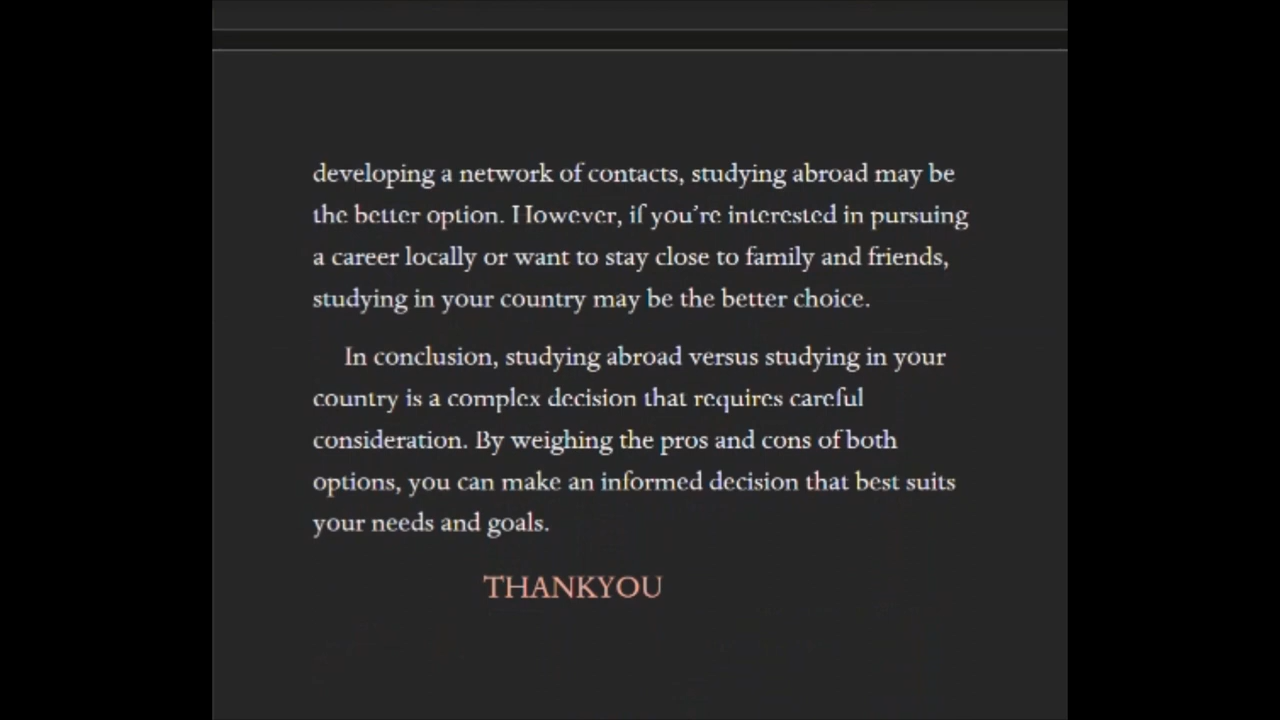 developing a network of contacts, studying abroad may be
the better option. However, if you're interested in pursuing
a career locally or want to stay close to family and friends,
studying in your country may be the better choice.
In conclusion, studying abroad versus studying in your
country is a complex decision that requires careful
consideration. By weighing the pros and cons of both
options, you can make an informed decision that best suits
your needs and goals.
THANKYOU